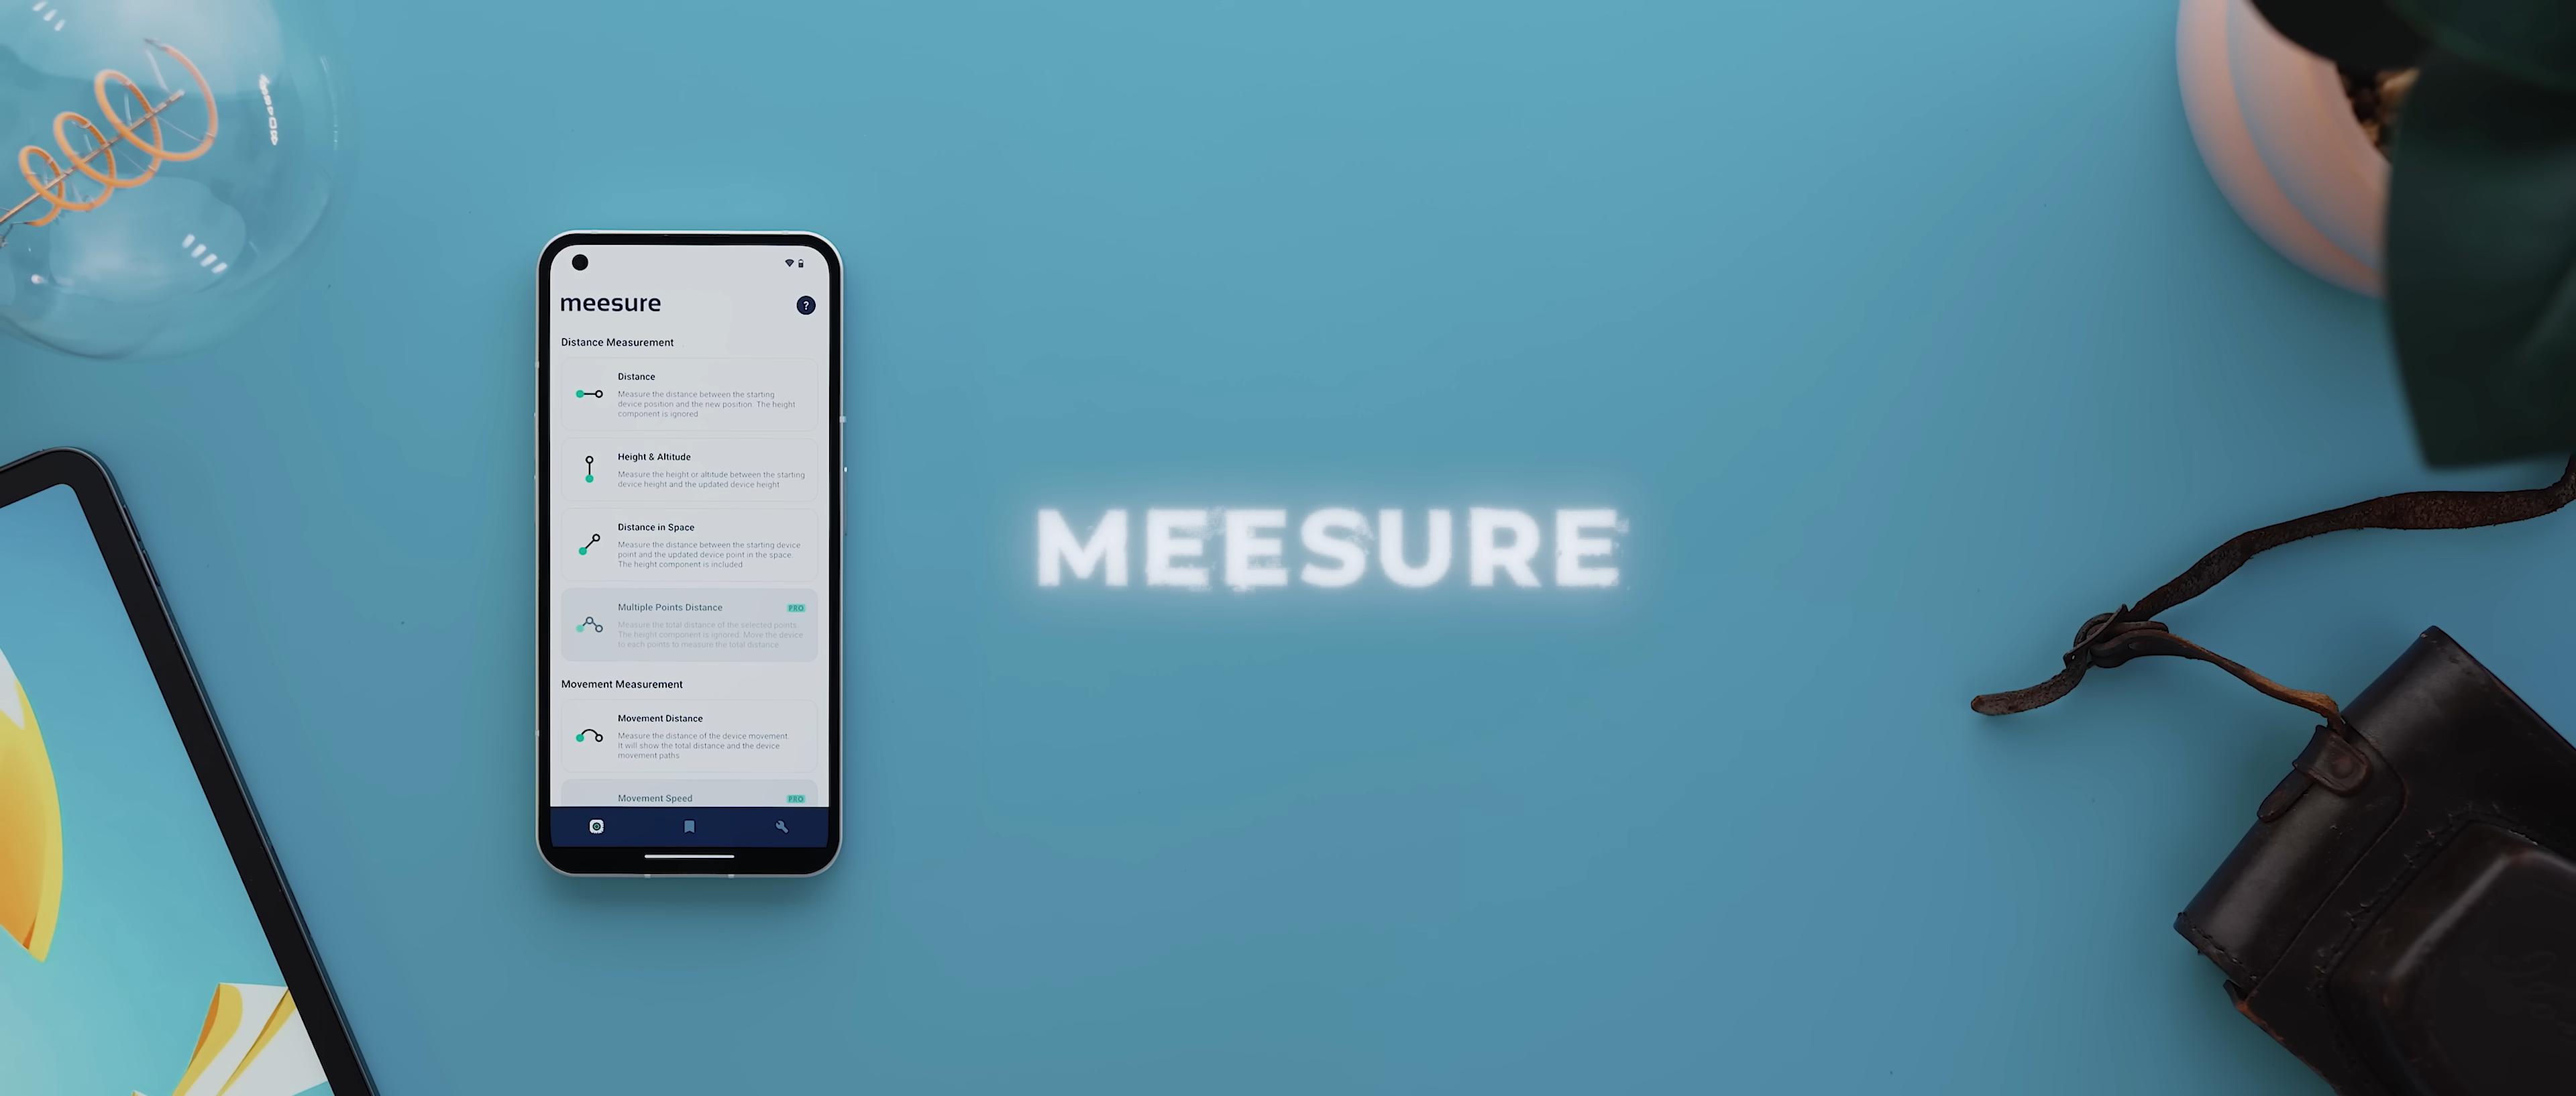 meesure
?
Distance Measurement
Distance
Measure the distance between the starting
device position and the new position. The height
component is ignored
Height & Altitude
Measure the height or altitude between the starting
device height and the updated device height
Distance in Space
Measure the distance between the starting device
point and the updated device point in the space.
The height component is included
Multiple Points Distance
PRO
Measure the total distance of the selected points.
The height component is ignored. Move the device
to each points to measure the total distance
Movement Measurement
Movement Distance
Measure the distance of the device movement.
It will show the total distance and the device
movement paths
Movement Speed
PRO
MEESURE